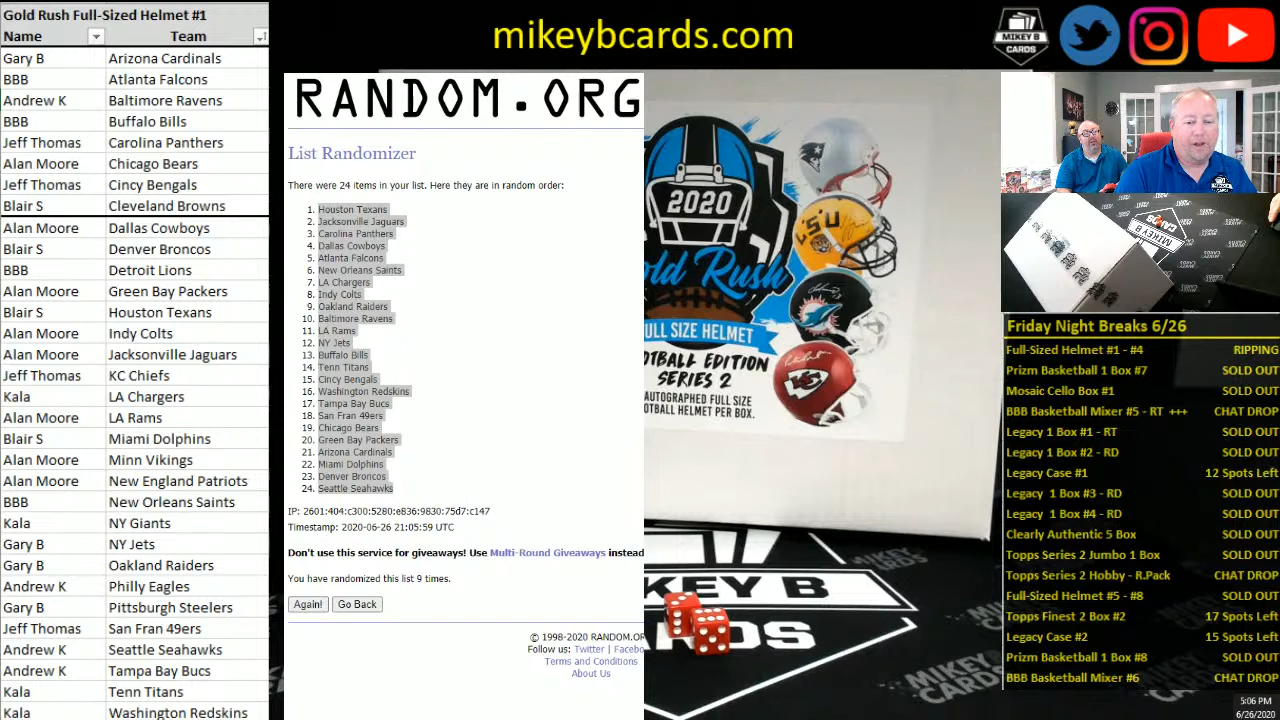 Gold Rush Full-Sized Helmet #1
Name Team
Gary B Arizona Cardinals
BBB Atlanta Falcons
Andrew K Baltimore Ravens
BBB Buffalo Bills
Jeff Thomas Carolina Panthers
Alan Moore Chicago Bears
Jeff Thomas Cincy Bengals
Blair S Cleveland Browns
Alan Moore Dallas Cowboys
Blair S Denver Broncos
BBB Detroit Lions
Alan Moore Green Bay Packers
Blair S Houston Texans
Alan Moore Indy Colts
Alan Moore Jacksonville Jaguars
Jeff Thomas KC Chiefs
Kala LA Chargers
Alan Moore LA Rams
Blair S Miami Dolphins
Alan Moore Minn Vikings
Alan Moore New England Patriots
BBB New Orleans Saints
Kala NY Giants
Gary B NY Jets
Gary B Oakland Raiders
Andrew K Philly Eagles
Gary B Pittsburgh Steelers
Jeff Thomas San Fran 49ers
Andrew K Seattle Seahawks
Andrew K Tampa Bay Bucs
Kala Tenn Titans
Kala Washington Redskins
mikeybcards.com
RANDOM.ORG
List Randomizer
There were 24 items in your list. Here they are in random order:
1. Houston Texans
2. Jacksonville Jaguars
3. Carolina Panthers
4. Dallas Cowboys
5. Atlanta Falcons
6. New Orleans Saints
7. LA Chargers
8. Indy Colts
9. Oakland Raiders
10. Baltimore Ravens
11. LA Rams
12. NY Jets
13. Buffalo Bills
14. Tenn Titans
15. Cincy Bengals
16. Washington Redskins
17. Tampa Bay Bucs
18. San Fran 49ers
19. Chicago Bears
20. Green Bay Packers
21. Arizona Cardinals
22. Miami Dolphins
23. Denver Broncos
24. Seattle Seahawks
IP: 2601:404:c300:5280:e836:9830:75d7:c147
Timestamp: 2020-06-26 21:05:59 UTC
Don't use this service for giveaways! Use Multi-Round Giveaways instead
You have randomized this list 9 times.
Again! Go Back
© 1998-2020 RANDOM.OR
Follow us: Twitter | Facebo
Terms and Conditions
About Us
2020
old Rush
ULL SIZE HELMET
OTBALL EDITION
SERIES 2
AUTOGRAPHED FULL SIZE
OTBALL HELMET PER BOX.
KEY B
CARDS
MIKEY B
CARDS
MIKEY B
CARDS
MIKEY B
CARDS
Friday Night Breaks 6/26
Full-Sized Helmet #1 - #4 RIPPING
Prizm Basketball 1 Box #7 SOLD OUT
Mosaic Cello Box #1 SOLD OUT
BBB Basketball Mixer #5 - RT +++ CHAT DROP
Legacy 1 Box #1 - RT SOLD OUT
Legacy 1 Box #2 - RD SOLD OUT
Legacy Case #1 12 Spots Left
Legacy 1 Box #3 - RD SOLD OUT
Legacy 1 Box #4 - RD SOLD OUT
Clearly Authentic 5 Box SOLD OUT
Topps Series 2 Jumbo 1 Box SOLD OUT
Topps Series 2 Hobby - R.Pack CHAT DROP
Full-Sized Helmet #5 - #8 SOLD OUT
Topps Finest 2 Box #2 17 Spots Left
Legacy Case #2 15 Spots Left
Prizm Basketball 1 Box #8 SOLD OUT
BBB Basketball Mixer #6 CHAT DROP
5:06 PM
6/26/2020